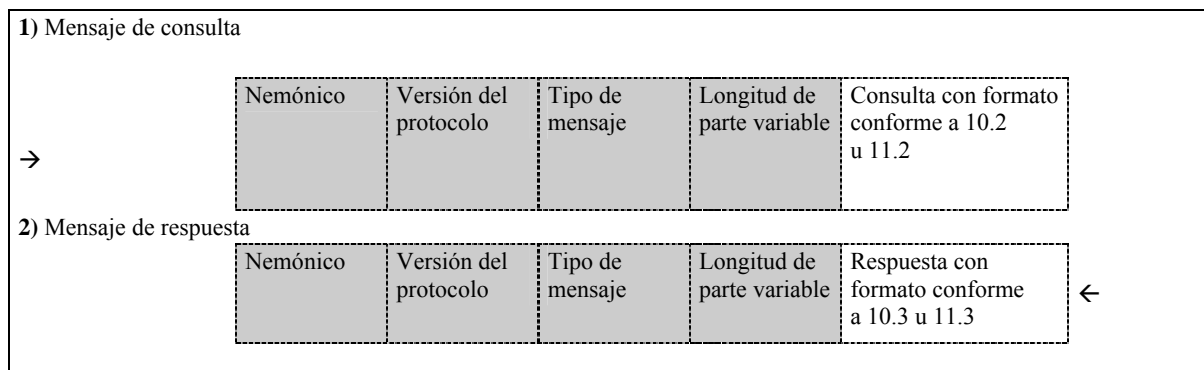 1) Mensaje de consulta
Nemónico Versión del Tipo de Longitud de Consulta con formato
protocolo mensaje parte variable conforme a 10.2
u 11.2
→
2) Mensaje de respuesta
Nemónico Versión del Tipo de Longitud de Respuesta con
protocolo mensaje parte variable formato conforme
a 10.3 u 11.3
←